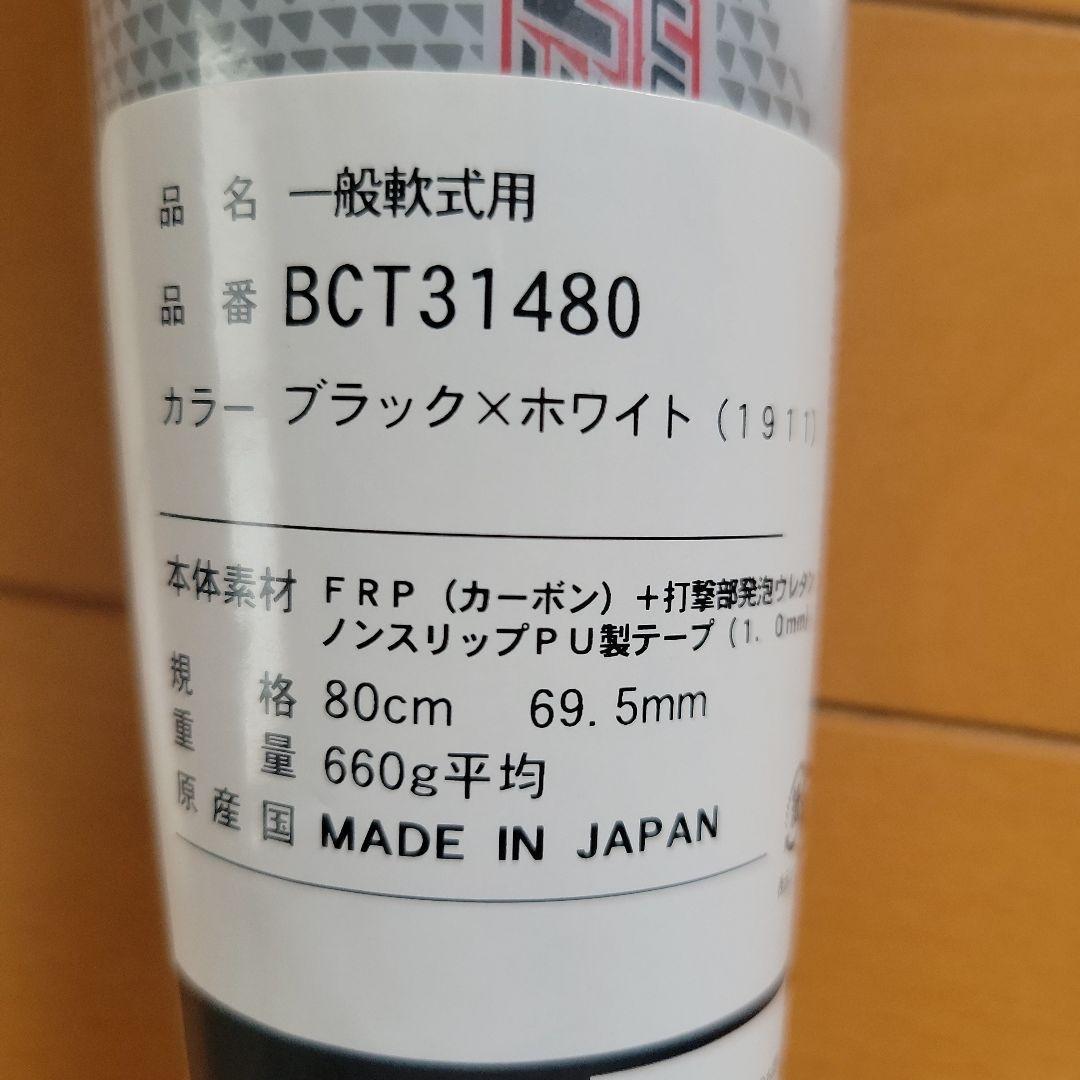 品名 一般軟式用
品番 BCT31480
カラー ブラック×ホワイト(1911)
本体素材 FRP(カーボン)+打撃部発泡ウレタン
ノンスリップPU製テープ(1.0mm)
規格 80cm 69.5mm
重量 660g平均
原産国 MADE IN JAPAN